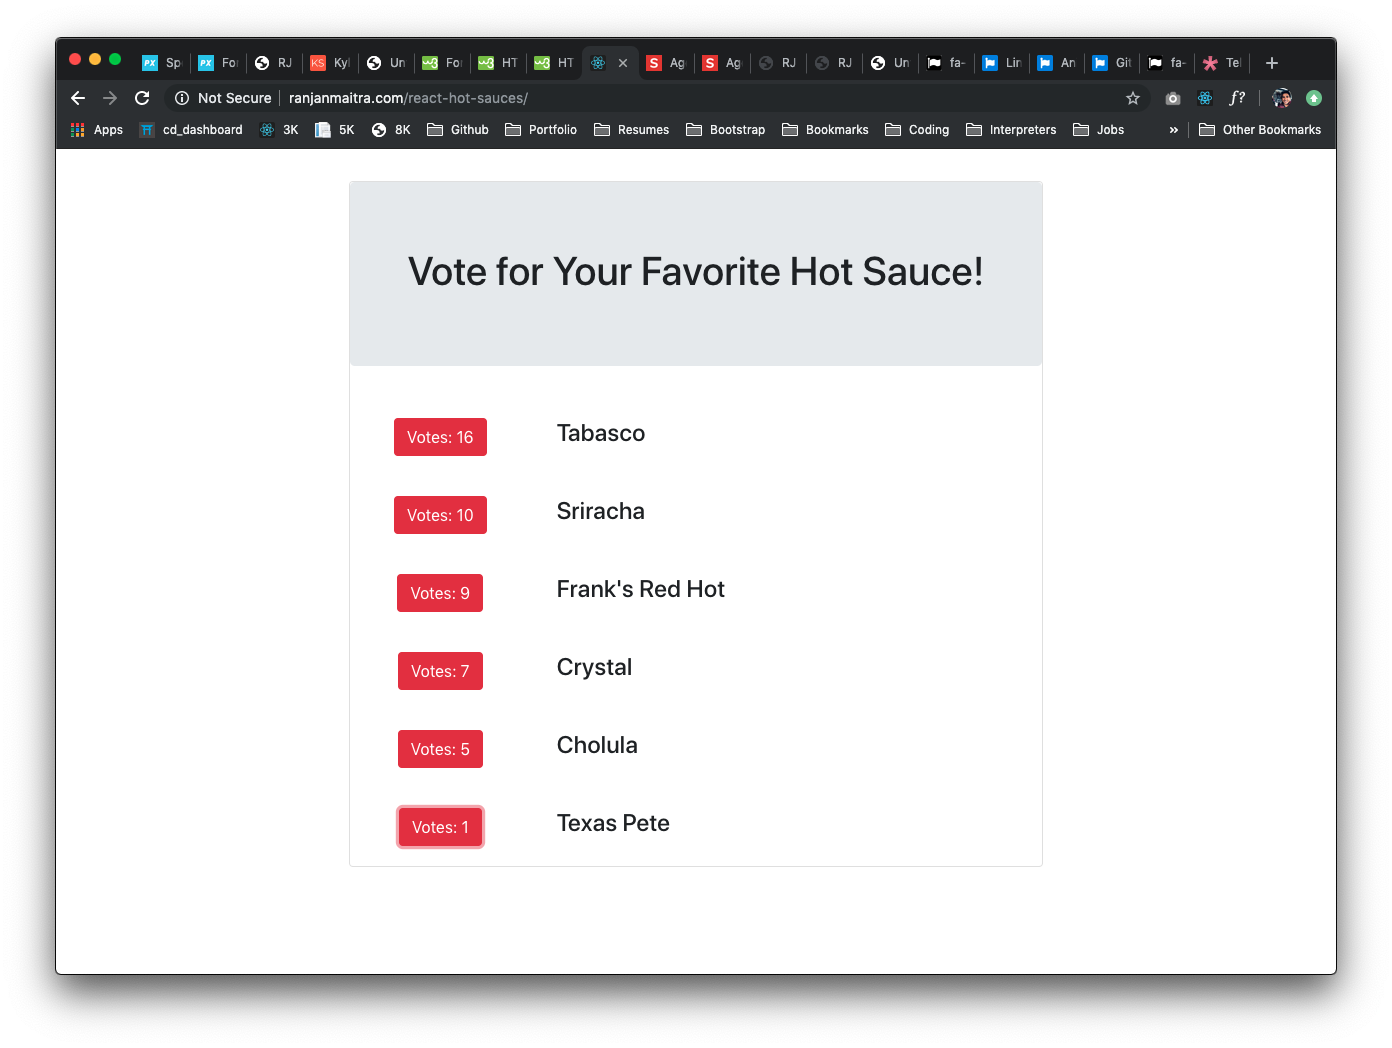 Sp Fo RJ KS Kyl Un Fo HT HT S Ag S Ag RJ RJ Un fa- Lin An Git fa- Tel
Not Secure ranjanmaitra.com/react-hot-sauces/ f?
Apps cd_dashboard 3K 5K 8K Github Portfolio Resumes Bootstrap Bookmarks Coding Interpreters Jobs » Other Bookmarks
Vote for Your Favorite Hot Sauce!
Votes: 16 Tabasco
Votes: 10 Sriracha
Votes: 9 Frank's Red Hot
Votes: 7 Crystal
Votes: 5 Cholula
Votes: 1 Texas Pete